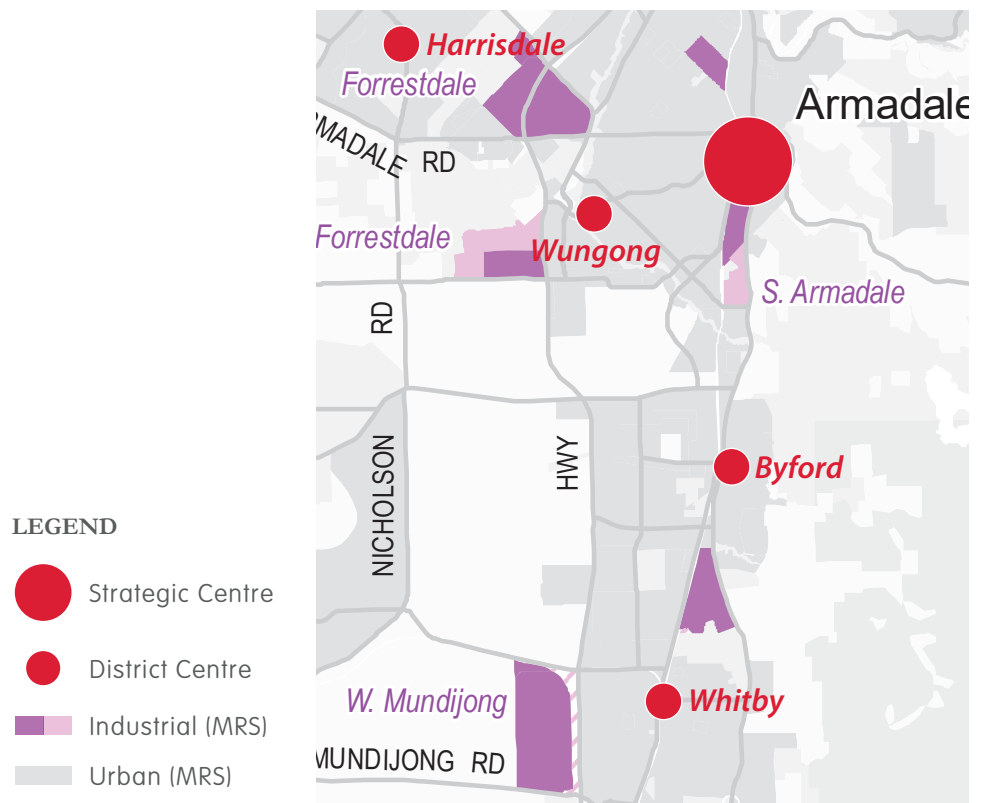 Harrisdale
Forrestdale
Armadale
RMADALE RD
Forrestdale
Wungong
S. Armadale
RD
NICHOLSON
HWY
Byford
W. Mundijong
Whitby
MUNDIJONG RD
LEGEND
Strategic Centre
District Centre
Industrial (MRS)
Urban (MRS)